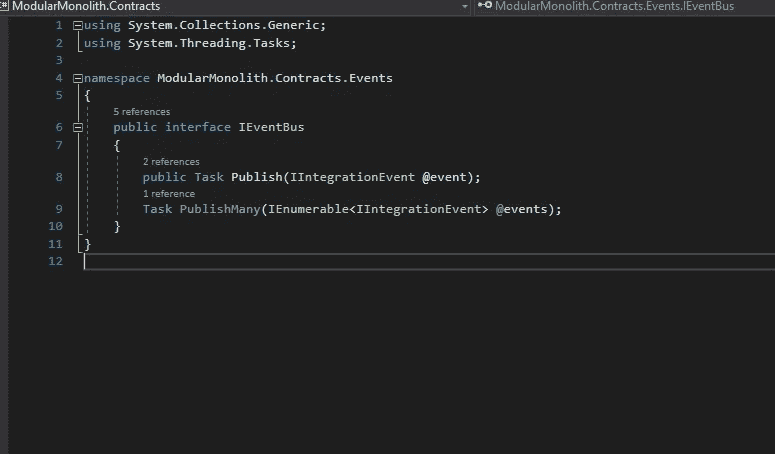 ModularMonolith.Contracts ModularMonolith.Contracts.Events.IEventBus
1 using System.Collections.Generic;
2 using System.Threading.Tasks;
3
4 namespace ModularMonolith.Contracts.Events
5 {
5 references
6 public interface IEventBus
7 {
2 references
8 public Task Publish(IIntegrationEvent @event);
1 reference
9 Task PublishMany(IEnumerable<IIntegrationEvent> @events);
10 }
11 }
12